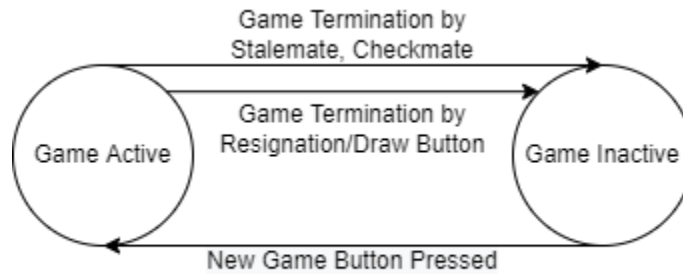 Game Termination by
Stalemate, Checkmate
Game Termination by
Resignation/Draw Button
Game Active
Game Inactive
New Game Button Pressed